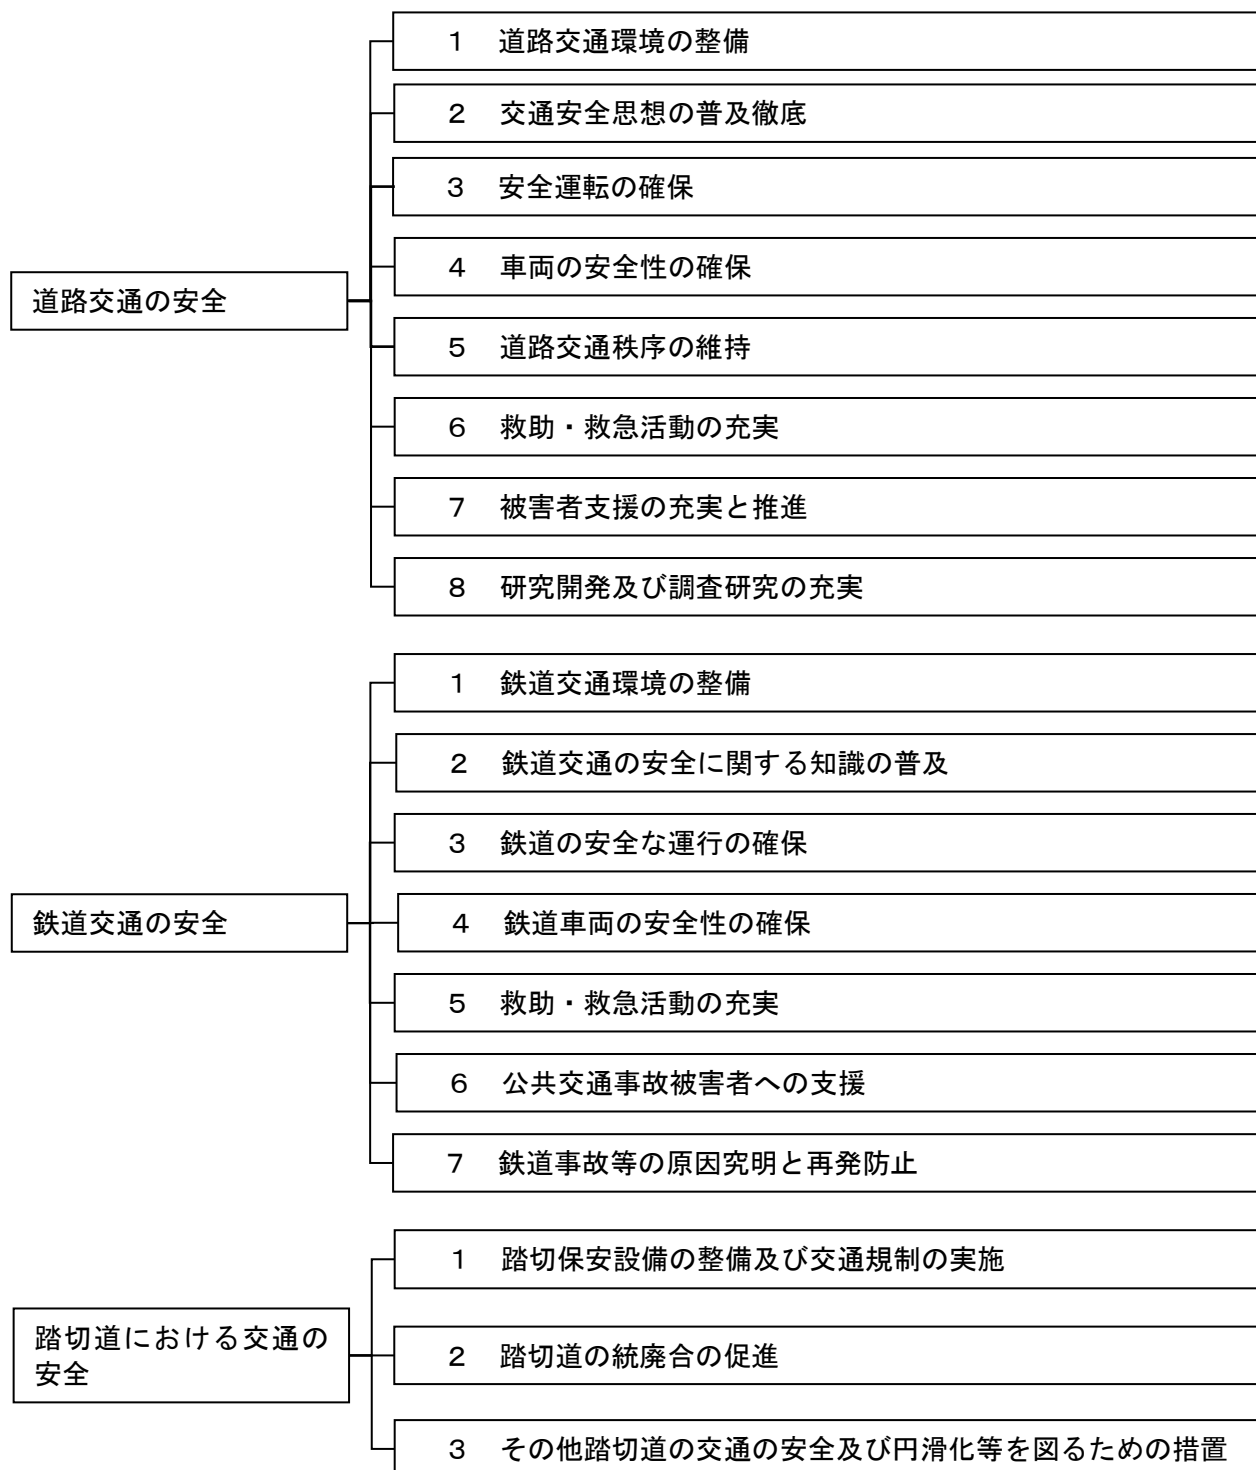 道路交通の安全
１　道路交通環境の整備
２　交通安全思想の普及徹底
３　安全運転の確保
４　車両の安全性の確保
５　道路交通秩序の維持
６　救助・救急活動の充実
７　被害者支援の充実と推進
８　研究開発及び調査研究の充実
鉄道交通の安全
１　鉄道交通環境の整備
２　鉄道交通の安全に関する知識の普及
３　鉄道の安全な運行の確保
４　鉄道車両の安全性の確保
５　救助・救急活動の充実
６　公共交通事故被害者への支援
７　鉄道事故等の原因究明と再発防止
踏切道における交通の
安全
１　踏切保安設備の整備及び交通規制の実施
２　踏切道の統廃合の促進
３　その他踏切道の交通の安全及び円滑化等を図るための措置